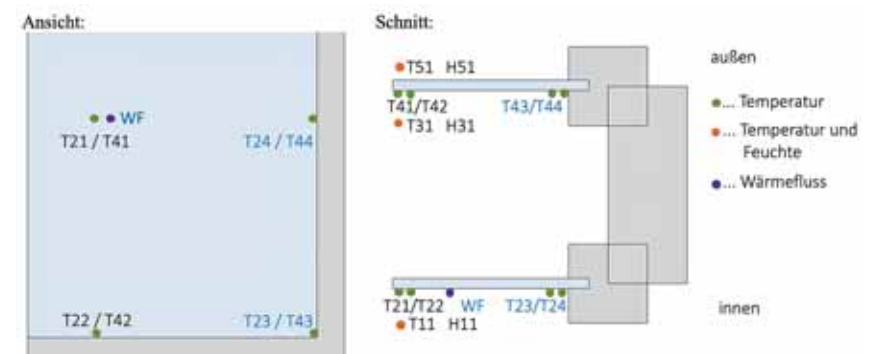 Ansicht:
WF
T21 / T41
T24 / T44
T22 / T42
T23 / T43
Schnitt:
T51 H51
T41/T42
T43/T44
T31 H31
T21/T22
WF
T23/T24
T11 H11
außen
... Temperatur
... Temperatur und
Feuchte
... Wärmefluss
innen